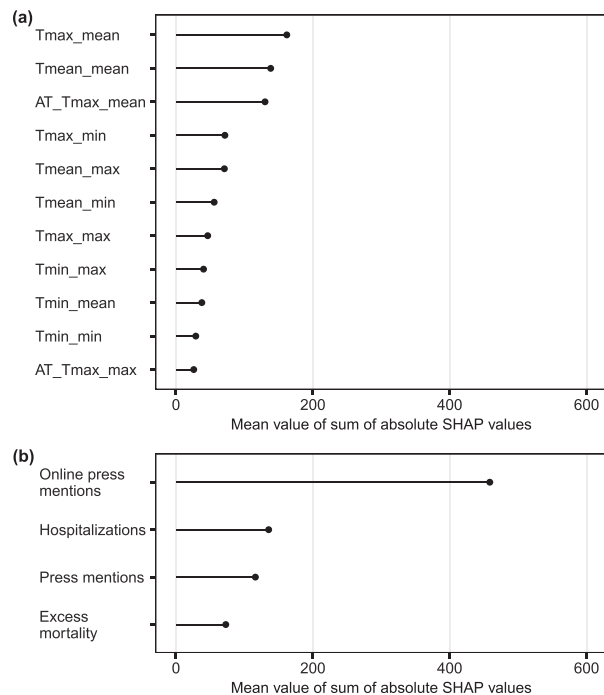 (a)
Tmax_mean
Tmean_mean
AT_Tmax_mean
Tmax_min
Tmean_max
Tmean_min
Tmax_max
Tmin_max
Tmin_mean
Tmin_min
AT_Tmax_max
0 200 400 600
Mean value of sum of absolute SHAP values
(b)
Online press
mentions
Hospitalizations
Press mentions
Excess
mortality
0 200 400 600
Mean value of sum of absolute SHAP values